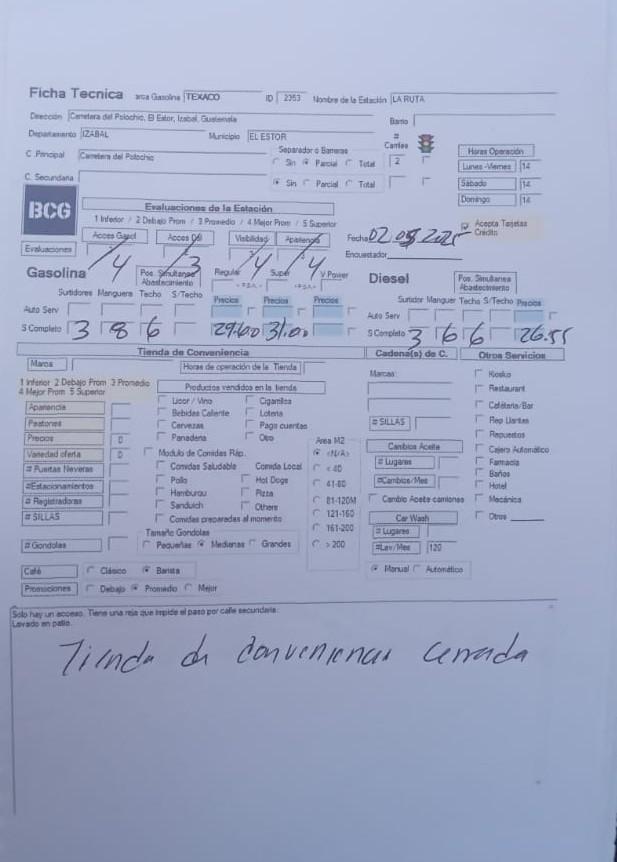 Ficha Tecnica arca Gasolina TEXACO ID 2353 Nombre de la Estación LA RUTA
Dirección Carretera del Polochic, El Estor, Izabal, Guatemala Barrio
Departamento IZABAL Municipio EL ESTOR
Separador o Barreras # Carriles
C. Principal Carretera del Polochic Sin Parcial Total 2
C. Secundaria Sin Parcial Total
Horas Operación
Lunes -Viernes 14
Sábado 14
Domingo 14
BCG
Evaluaciones de la Estación
1 Inferior / 2 Debajo Prom / 3 Promedio / 4 Mejor Prom / 5 Superior
Acces Gasol Acces Dsl Visibilidad Apariencia
Evaluaciones 4 3 4 4
Acepta Tarjetas
Crédito
Fecha
Encuestador
Gasolina
Pos. Simultanea
Abastecimiento
Regular Super V Power
Surtidores Manguera Techo S/Techo Precios Precios Precios
Auto Serv
S Completo 3 8 6 29.60 31.00
Diesel
Pos. Simultanea
Abastecimiento
Surtidor Manguer Techo S/Techo Precios
Auto Serv
S Completo 3 6 6 26.55
Tienda de Conveniencia
Marca Horas de operación de la Tienda
1 Inferior 2 Debajo Prom 3 Promedio
4 Mejor Prom 5 Superior
Apariencia
Peatones
Precios 0
Variedad oferta 0
# Puertas Neveras
#Estacionamientos
# Registradoras
# SILLAS
# Gondolas
Productos vendidos en la tienda
Licor / Vino Cigarrillos
Bebidas Caliente Loteria
Cervezas Pago cuentas
Panaderia Otro
Modulo de Comidas Ráp.
Comidas Saludable Comida Local
Pollo Hot Dogs
Hamburgu Pizza
Sandwich Others
Comidas preparadas al momento
Tamaño Gondolas
Pequeñas Medianas Grandes
Area M2
<N/A>
< 40
41-80
81-120M
121-160
161-200
> 200
Café Clásico Barista
Promociones Debajo Promedio Mejor
Cadena(s) de C.
Marcas:
# SILLAS
Cambios Aceite
# Lugares
#Cambios/Mes
Cambio Aceite camiones
Car Wash
# Lugares
#Lav/Mes 120
Manual Automático
Otros Servicios
Kiosko
Restaurant
Cafetería/Bar
Rep Llantas
Repuestos
Cajero Automático
Farmacia
Baños
Hotel
Mecánica
Otros
Solo hay un acceso. Tiene una reja que impide el paso por calle secundaria.
Lavado en patio.
Tienda de conveniencia cerrada